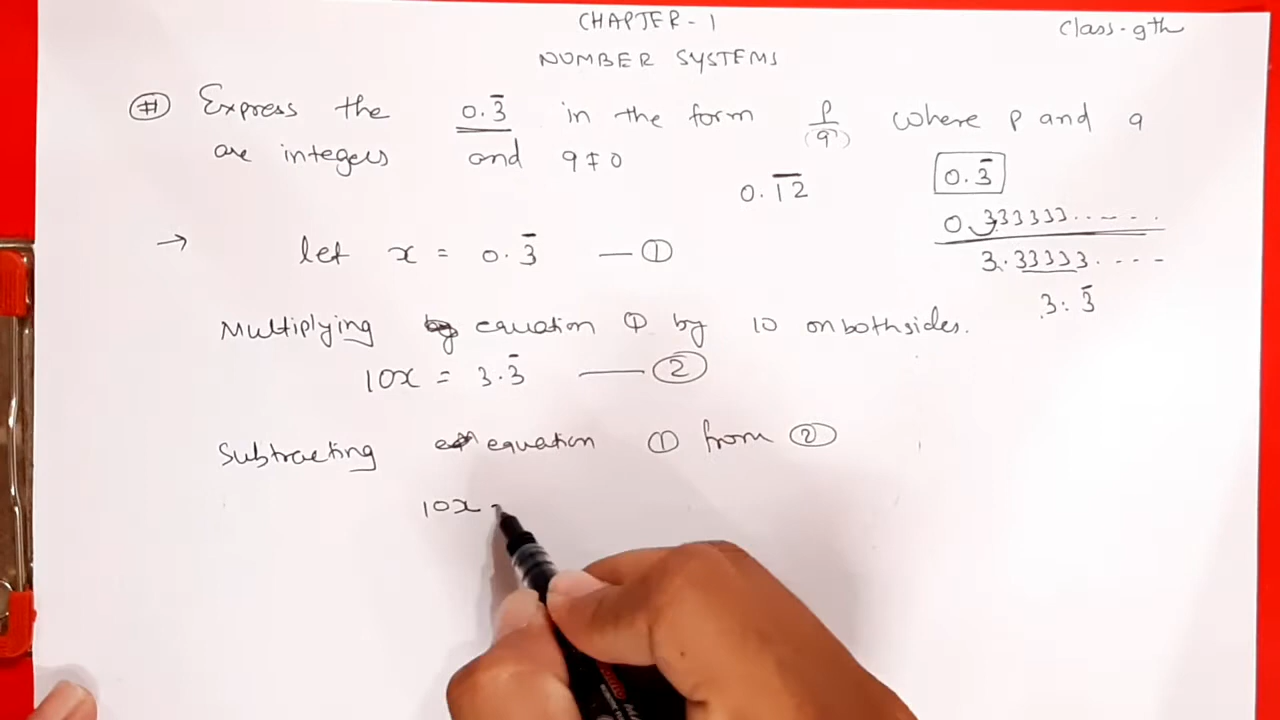 CHAPTER-1
Class-9th
NUMBER SYSTEMS
# Express the 0.3̅ in the form p/q where p and q
are integers and q≠0
0.1̅2̅
0.3̅
0.333333......
3.33333....
3.3̅
→ let x = 0.3̅ —①
Multiplying equation ① by 10 on both sides.
10x = 3.3̅ —②
Subtracting equation ① from ②
10x -